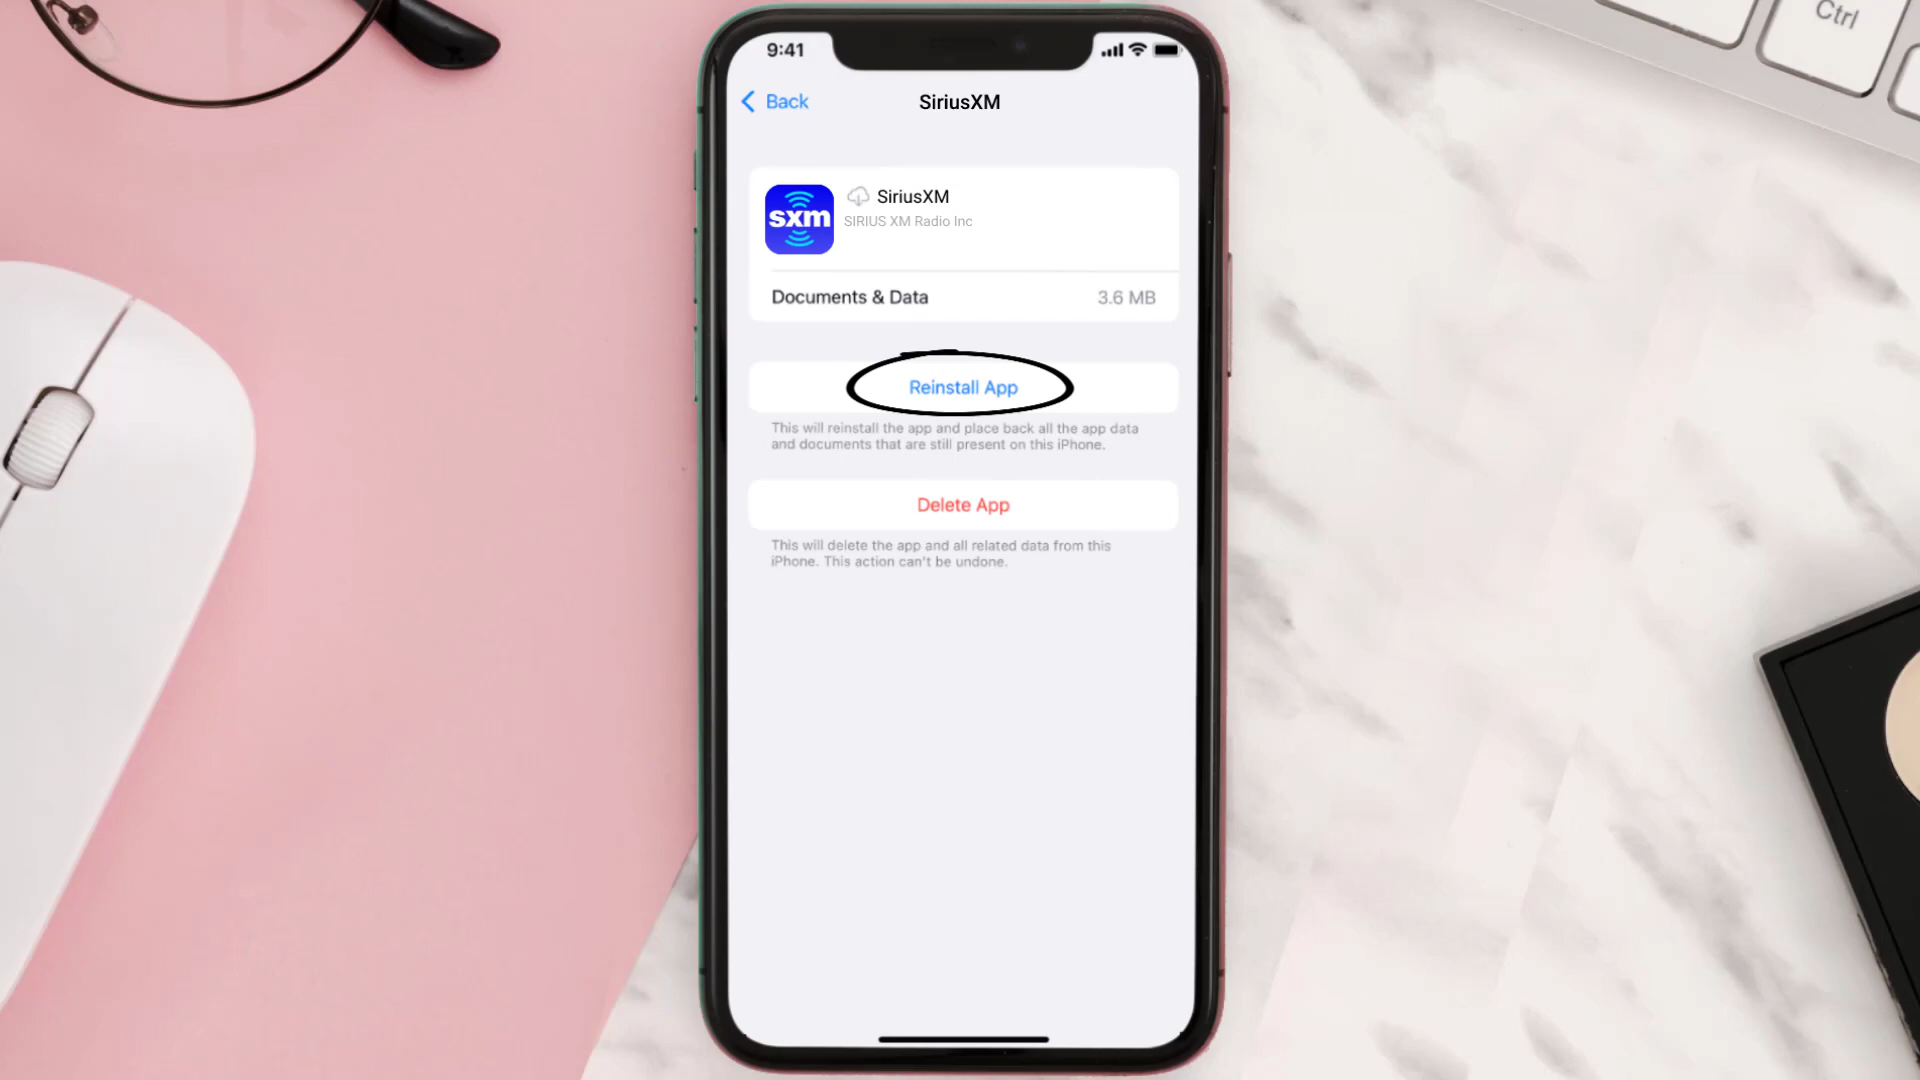 Ctrl
9:41
Back
SiriusXM
sxm
SiriusXM
SIRIUS XM Radio Inc
Documents & Data
3.6 MB
Reinstall App
This will reinstall the app and place back all the app data
and documents that are still present on this iPhone.
Delete App
This will delete the app and all related data from this
iPhone. This action can't be undone.